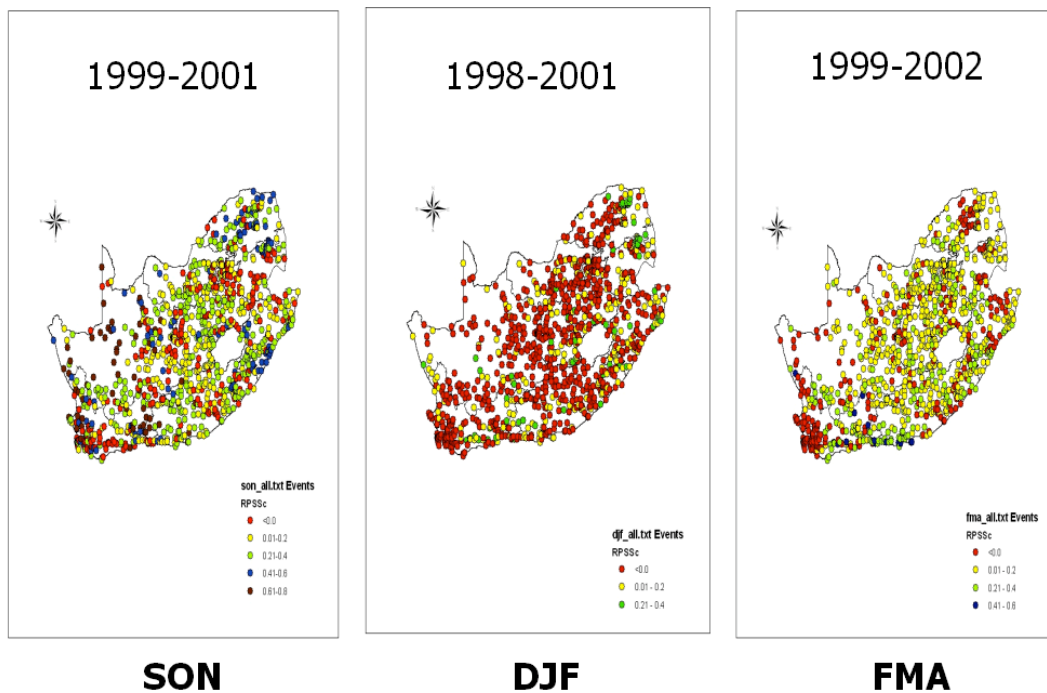 1999-2001
son_all.txt Events
RPSSc
<0.0
0.01-0.2
0.21-0.4
0.41-0.6
0.61-0.8
SON
1998-2001
djf_all.txt Events
RPSSc
<0.0
0.01 - 0.2
0.21 - 0.4
DJF
1999-2002
fma_all.txt Events
RPSSc
<0.0
0.01 - 0.2
0.21 - 0.4
0.41 - 0.6
FMA